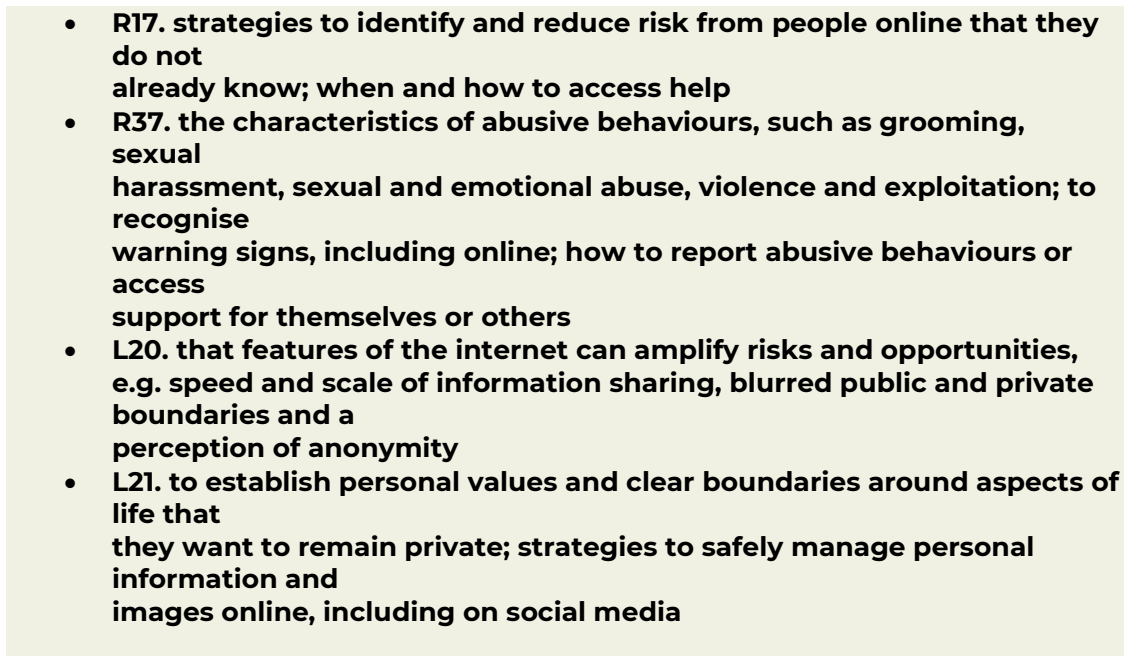 • R17. strategies to identify and reduce risk from people online that they
do not
already know; when and how to access help
• R37. the characteristics of abusive behaviours, such as grooming,
sexual
harassment, sexual and emotional abuse, violence and exploitation; to
recognise
warning signs, including online; how to report abusive behaviours or
access
support for themselves or others
• L20. that features of the internet can amplify risks and opportunities,
e.g. speed and scale of information sharing, blurred public and private
boundaries and a
perception of anonymity
• L21. to establish personal values and clear boundaries around aspects of
life that
they want to remain private; strategies to safely manage personal
information and
images online, including on social media